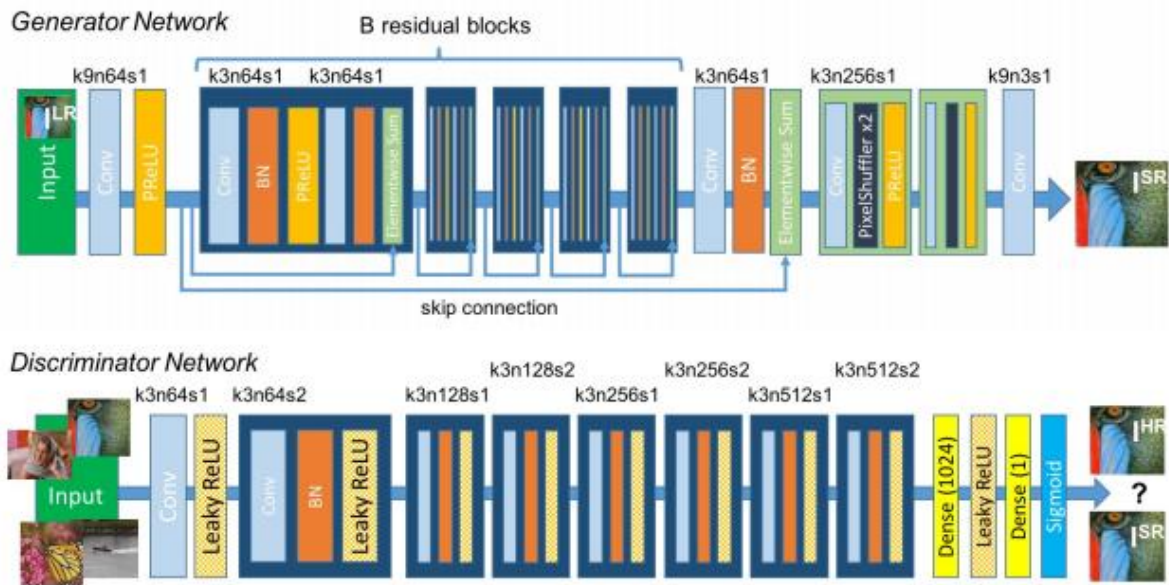 Generator Network
B residual blocks
k9n64s1
k3n64s1
k3n64s1
k3n64s1
k3n256s1
k9n3s1
I LR
Input
Conv
PReLU
Conv
BN
PReLU
Elementwise Sum
Conv
BN
Elementwise Sum
Conv
PixelShuffler x2
PReLU
Conv
I SR
skip connection
Discriminator Network
k3n64s1
k3n64s2
k3n128s1
k3n128s2
k3n256s1
k3n256s2
k3n512s1
k3n512s2
Input
Conv
Leaky ReLU
Conv
BN
Leaky ReLU
Dense (1024)
Leaky ReLU
Dense (1)
Sigmoid
I HR
?
I SR